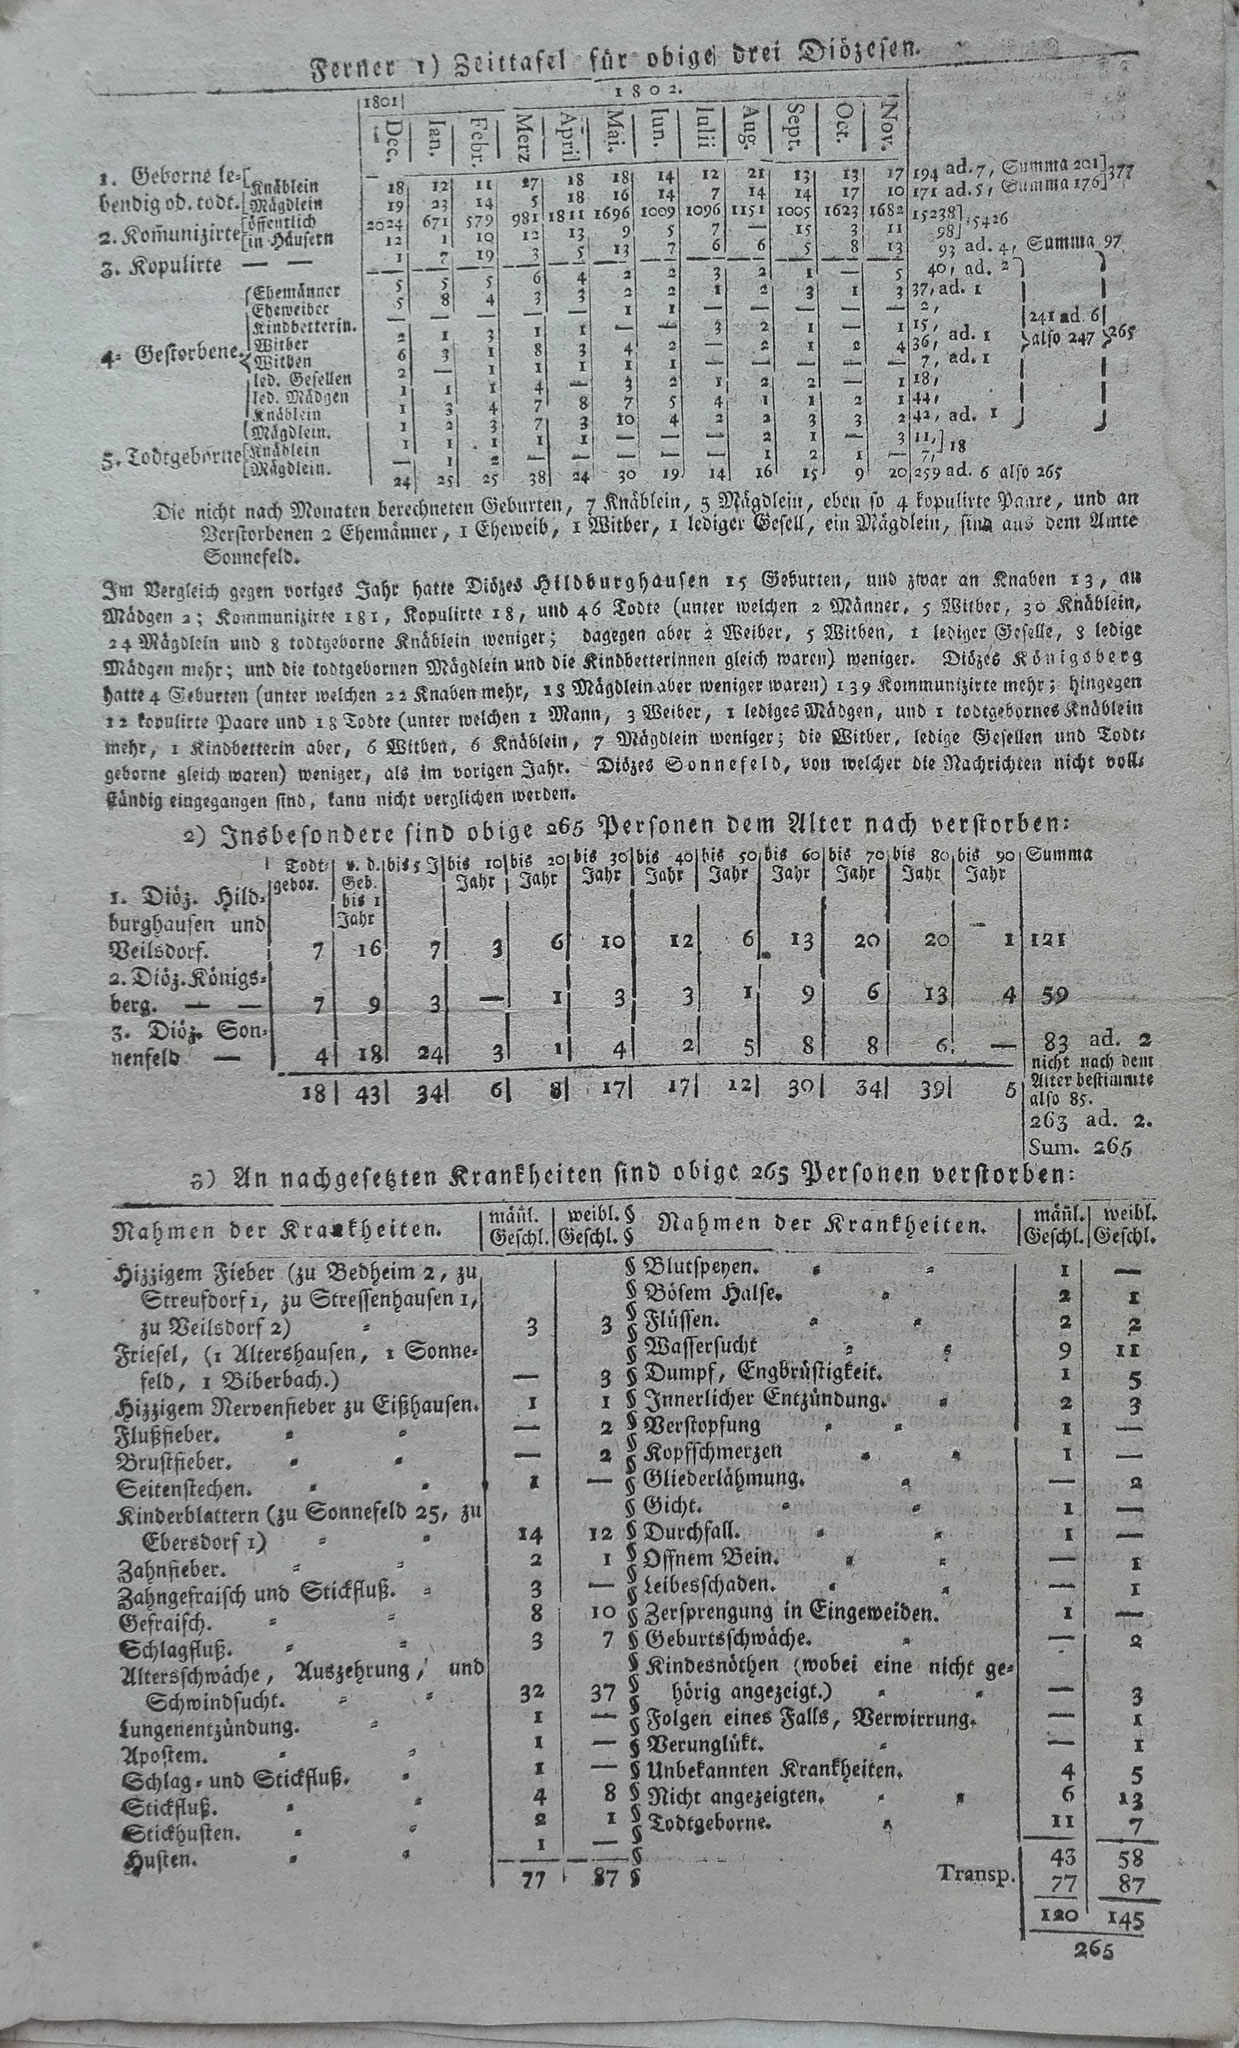 Ferner 1) Zeittafel für obige drei Diözesen.
1801 1802.
Dec. Ian. Febr. Merz April Mai. Iun. Iulii Aug. Sept. Oct. Nov.
1. Geborne lebendig od. todt.
Knäblein 18 12 11 27 18 18 14 12 21 13 13 17 194 ad. 7, Summa 201 377
Mägdlein 19 23 14 5 18 16 14 7 14 14 17 10 171 ad. 5, Summa 176
2. Kom̄unizirte
öffentlich 2024 671 579 981 1811 1696 1009 1096 1151 1005 1623 1682 15238 15426
in Häusern 12 1 10 12 13 9 5 7 — 15 3 11 98
3. Kopulirte — — 1 7 19 3 5 13 7 6 6 5 8 13 93 ad. 4, Summa 97
4. Gestorbene.
Ehemänner 5 5 5 6 4 2 2 3 2 1 — 5 40, ad. 2
Eheweiber 5 8 4 3 3 2 2 1 2 3 1 3 37, ad. 1
Kindbetterin. — — — — — 1 1 — — — — — 2,
Witber 2 1 3 1 1 — — 3 2 1 — 1 15, ad. 1
Witben 6 3 1 8 3 4 2 — 2 1 2 4 36,
led. Gesellen 2 — 1 1 1 1 1 — — — — — 7, ad. 1
led. Mädgen 1 1 1 4 — 3 2 1 2 2 — 1 18,
Knäblein 1 3 4 7 8 7 5 4 1 1 2 1 44,
Mägdlein. 1 2 3 7 3 10 4 2 2 3 3 2 42, ad. 1
241 ad. 6
also 247
265
5. Todtgeborne
Knäblein 1 1 1 1 1 — — — 2 1 — 3 11, 18
Mägdlein. — 1 2 — — — — — 1 2 1 — 7,
24 25 25 38 24 30 19 14 16 15 9 20 259 ad. 6 also 265
Die nicht nach Monaten berechneten Geburten, 7 Knäblein, 5 Mägdlein, eben so 4 kopulirte Paare, und an
Verstorbenen 2 Ehemänner, 1 Eheweib, 1 Witber, 1 lediger Gesell, ein Mägdlein, sind aus dem Amte
Sonnefeld.
Im Vergleich gegen voriges Jahr hatte Diözes Hildburghausen 15 Geburten, und zwar an Knaben 13, an
Mädgen 2; Kommunizirte 181, Kopulirte 18, und 46 Todte (unter welchen 2 Männer, 5 Witber, 30 Knäblein,
24 Mägdlein und 8 todtgeborne Knäblein weniger; dagegen aber 2 Weiber, 5 Witben, 1 lediger Geselle, 8 ledige
Mädgen mehr; und die todtgebornen Mägdlein und die Kindbetterinnen gleich waren) weniger. Diözes Königsberg
hatte 4 Geburten (unter welchen 22 Knaben mehr, 18 Mägdlein aber weniger waren) 139 Kommunizirte mehr; hingegen
12 kopulirte Paare und 18 Todte (unter welchen 1 Mann, 3 Weiber, 1 lediges Mädgen, und 1 todtgebornes Knäblein
mehr, 1 Kindbetterin aber, 6 Witben, 6 Knäblein, 7 Mägdlein weniger; die Witber, ledige Gesellen und Todt-
geborne gleich waren) weniger, als im vorigen Jahr. Diözes Sonnefeld, von welcher die Nachrichten nicht voll-
ständig eingegangen sind, kann nicht verglichen werden.
2) Insbesondere sind obige 265 Personen dem Alter nach verstorben:
Todt-gebor. v. d. Geb. bis 1 Jahr bis 5 J bis 10 Jahr bis 20 Jahr bis 30 Jahr bis 40 Jahr bis 50 Jahr bis 60 Jahr bis 70 Jahr bis 80 Jahr bis 90 Jahr Summa
1. Diöz. Hild-
burghausen und
Veilsdorf. 7 16 7 3 6 10 12 6 13 20 20 1 121
2. Diöz. Königs-
berg. — — 7 9 3 — 1 3 3 1 9 6 13 4 59
3. Diöz. Son-
nenfeld — 4 18 24 3 1 4 2 5 8 8 6 — 83 ad. 2
nicht nach dem
Alter bestimmte
also 85.
18 43 34 6 8 17 17 12 30 34 39 5 263 ad. 2.
Sum. 265
3) An nachgesetzten Krankheiten sind obige 265 Personen verstorben:
Nahmen der Krankheiten. män̄l. Geschl. weibl. Geschl.
Hizzigem Fieber (zu Bedheim 2, zu
Streufdorf 1, zu Stressenhausen 1,
zu Veilsdorf 2) 3 3
Friesel, (1 Altershausen, 1 Sonne-
feld, 1 Biberbach.) — 3
Hizzigem Nervenfieber zu Eißhausen. 1 1
Flußfieber. — 2
Brustfieber. — 2
Seitenstechen. 1 —
Kinderblattern (zu Sonnefeld 25, zu
Ebersdorf 1) 14 12
Zahnfieber. 2 1
Zahngefraisch und Stickfluß. 3 —
Gefraisch. 8 10
Schlagfluß. 3 7
Altersschwäche, Auszehrung, und
Schwindsucht. 32 37
Lungenentzündung. 1 —
Apostem. 1 —
Schlag- und Stickfluß. 1 —
Stickfluß. 4 8
Stickhusten. 2 1
Husten. 1 —
77 87
Nahmen der Krankheiten. män̄l. Geschl. weibl. Geschl.
Blutspeyen. 1 —
Bösem Halse. 2 1
Flüssen. 2 2
Wassersucht 9 11
Dumpf, Engbrüstigkeit. 1 5
Innerlicher Entzündung. 2 3
Verstopfung 1 —
Kopfschmerzen 1 —
Gliederlähmung. — 2
Gicht. 1 —
Durchfall. 1 —
Offnem Bein. — 1
Leibesschaden. — 1
Zersprengung in Eingeweiden. 1 —
Geburtsschwäche. — 2
Kindesnöthen (wobei eine nicht ge-
hörig angezeigt.) — 3
Folgen eines Falls, Verwirrung. — 1
Verunglükt. — 1
Unbekannten Krankheiten. 4 5
Nicht angezeigten. 6 13
Todtgeborne. 11 7
43 58
Transp. 77 87
120 145
265